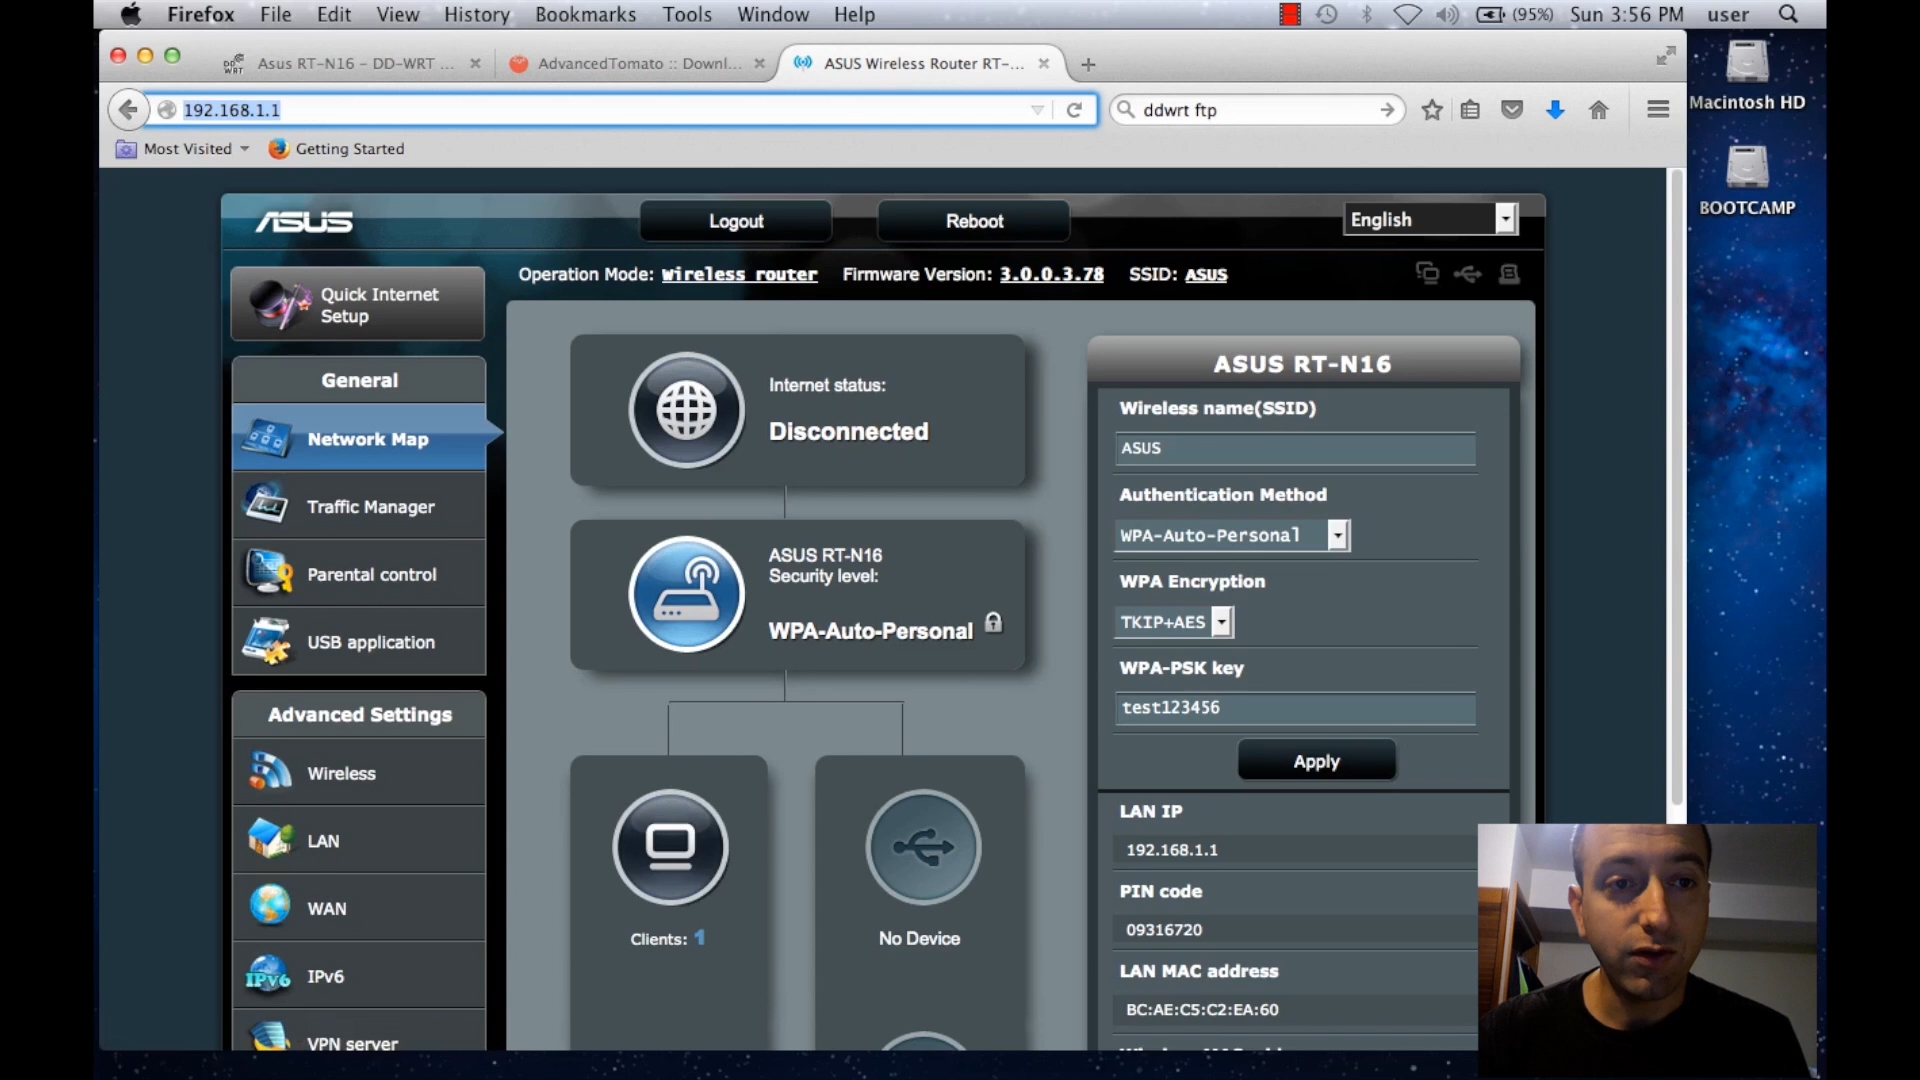 Firefox File Edit View History Bookmarks Tools Window Help (95%) Sun 3:56 PM user
Asus RT-N16 – DD-WRT ... AdvancedTomato :: Downl... ASUS Wireless Router RT-...
192.168.1.1 ddwrt ftp
Most Visited Getting Started
Macintosh HD
BOOTCAMP
ASUS Logout Reboot English
Operation Mode: Wireless router Firmware Version: 3.0.0.3.78 SSID: ASUS
Quick Internet
Setup
General
Network Map
Traffic Manager
Parental control
USB application
Advanced Settings
Wireless
LAN
WAN
IPv6
IPv6
VPN server
Internet status:
Disconnected
ASUS RT-N16
Security level:
WPA-Auto-Personal
Clients: 1
No Device
ASUS RT-N16
Wireless name(SSID)
ASUS
Authentication Method
WPA-Auto-Personal
WPA Encryption
TKIP+AES
WPA-PSK key
test123456
Apply
LAN IP
192.168.1.1
PIN code
09316720
LAN MAC address
BC:AE:C5:C2:EA:60